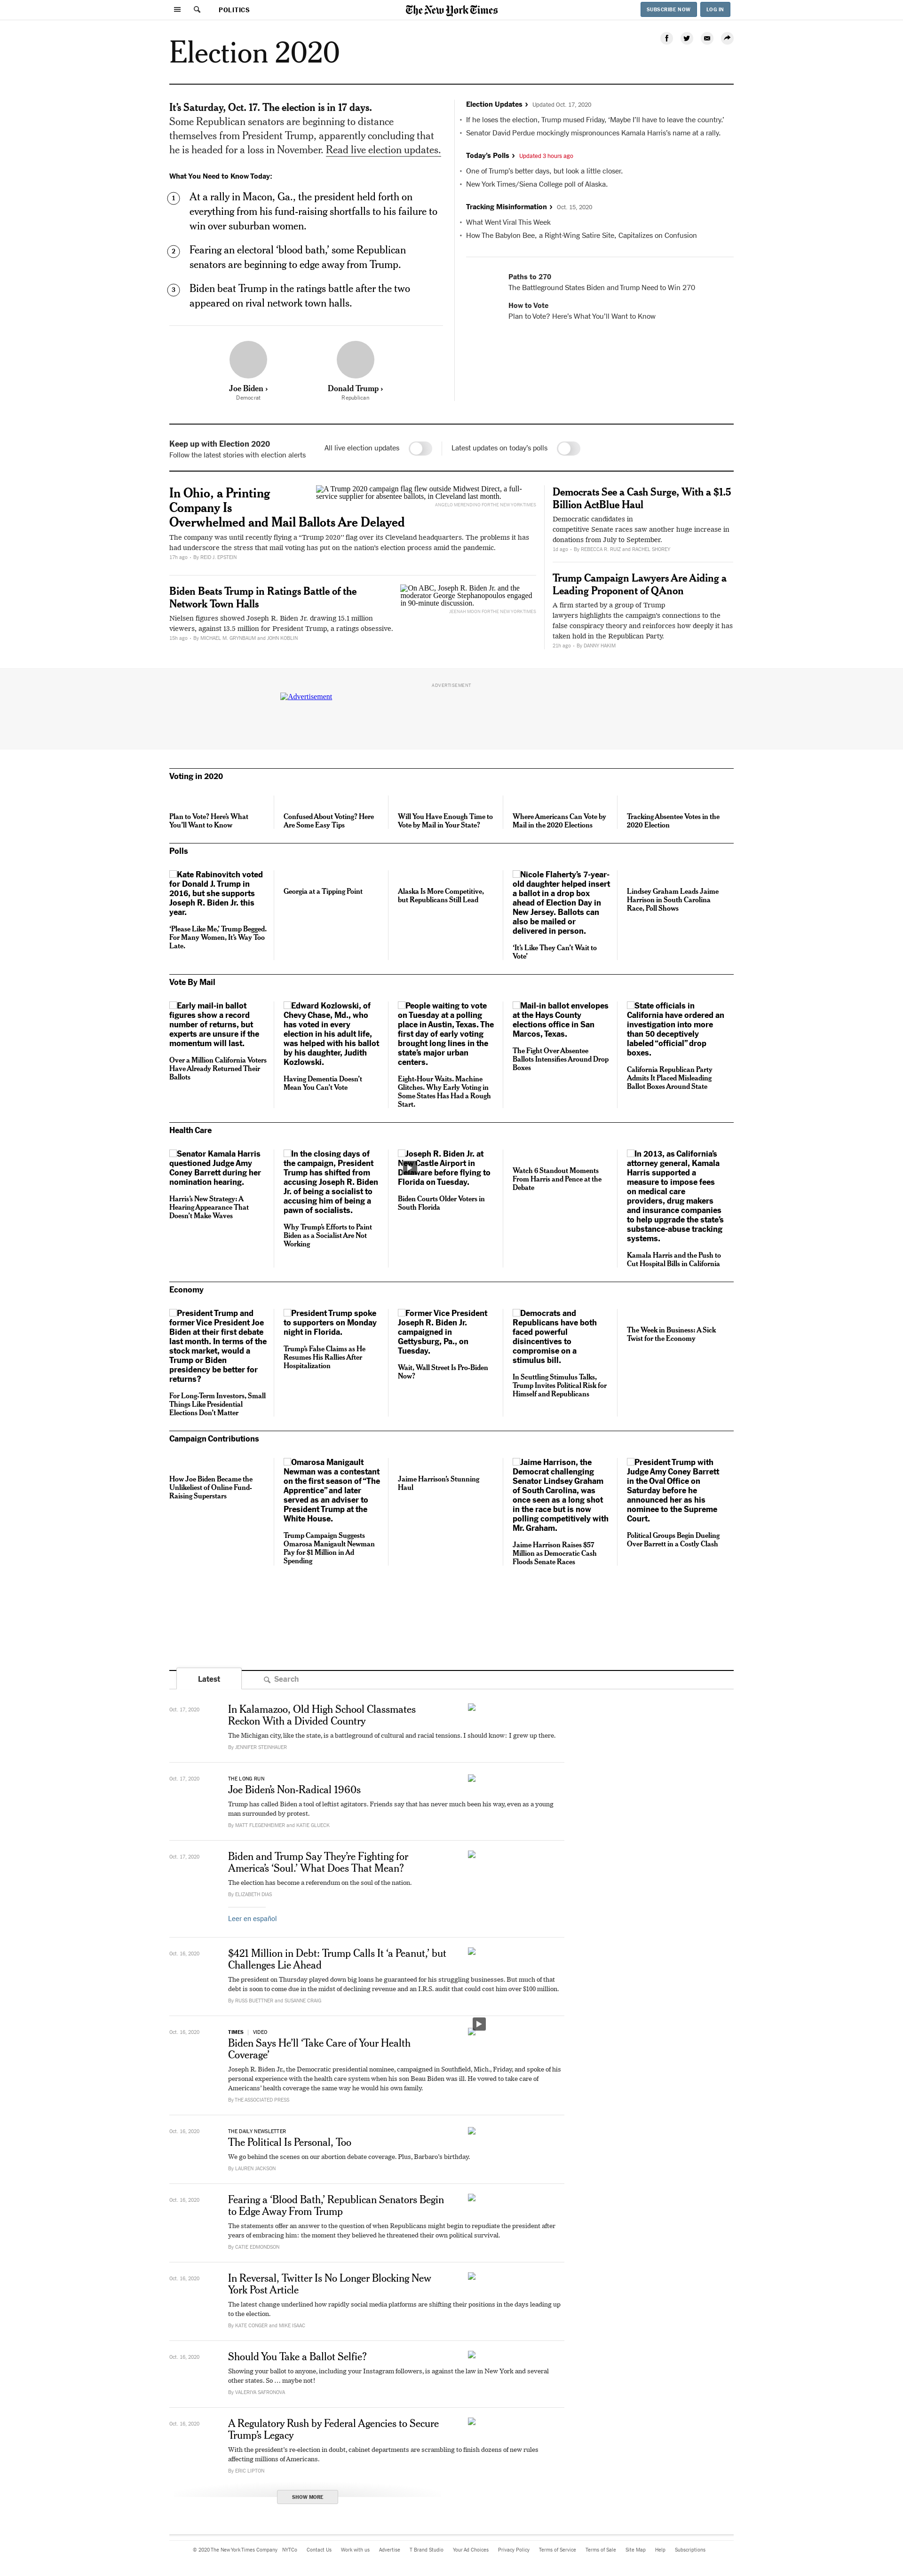 POLITICS
The New York Times
SUBSCRIBE NOW
LOG IN
Election 2020
It's Saturday, Oct. 17. The election is in 17 days.
Some Republican senators are beginning to distance
themselves from President Trump, apparently concluding that
he is headed for a loss in November. Read live election updates.
What You Need to Know Today:
1
At a rally in Macon, Ga., the president held forth on
everything from his fund-raising shortfalls to his failure to
win over suburban women.
2
Fearing an electoral ‘blood bath,’ some Republican
senators are beginning to edge away from Trump.
3
Biden beat Trump in the ratings battle after the two
appeared on rival network town halls.
Joe Biden ›
Democrat
Donald Trump ›
Republican
Election Updates › Updated Oct. 17, 2020
• If he loses the election, Trump mused Friday, ‘Maybe I’ll have to leave the country.’
• Senator David Perdue mockingly mispronounces Kamala Harris’s name at a rally.
Today’s Polls › Updated 3 hours ago
• One of Trump’s better days, but look a little closer.
• New York Times/Siena College poll of Alaska.
Tracking Misinformation › Oct. 15, 2020
• What Went Viral This Week
• How The Babylon Bee, a Right-Wing Satire Site, Capitalizes on Confusion
Paths to 270
The Battleground States Biden and Trump Need to Win 270
How to Vote
Plan to Vote? Here’s What You’ll Want to Know
Keep up with Election 2020
Follow the latest stories with election alerts
All live election updates
Latest updates on today’s polls
In Ohio, a Printing
Company Is
Overwhelmed and Mail Ballots Are Delayed
A Trump 2020 campaign flag flew outside Midwest Direct, a full-
service supplier for absentee ballots, in Cleveland last month.
ANGELO MERENDINO FOR THE NEW YORK TIMES
The company was until recently flying a “Trump 2020” flag over its Cleveland headquarters. The problems it has
had underscore the stress that mail voting has put on the nation’s election process amid the pandemic.
17h ago – By REID J. EPSTEIN
Biden Beats Trump in Ratings Battle of the
Network Town Halls
On ABC, Joseph R. Biden Jr. and the
moderator George Stephanopoulos engaged
in 90-minute discussion.
JEENAH MOON FOR THE NEW YORK TIMES
Nielsen figures showed Joseph R. Biden Jr. drawing 15.1 million
viewers, against 13.5 million for President Trump, a ratings obsessive.
15h ago – By MICHAEL M. GRYNBAUM and JOHN KOBLIN
Democrats See a Cash Surge, With a $1.5
Billion ActBlue Haul
Democratic candidates in
competitive Senate races saw another huge increase in
donations from July to September.
1d ago – By REBECCA R. RUIZ and RACHEL SHOREY
Trump Campaign Lawyers Are Aiding a
Leading Proponent of QAnon
A firm started by a group of Trump
lawyers highlights the campaign’s connections to the
false conspiracy theory and reinforces how deeply it has
taken hold in the Republican Party.
21h ago – By DANNY HAKIM
ADVERTISEMENT
Advertisement
Voting in 2020
Plan to Vote? Here’s What
You’ll Want to Know
Confused About Voting? Here
Are Some Easy Tips
Will You Have Enough Time to
Vote by Mail in Your State?
Where Americans Can Vote by
Mail in the 2020 Elections
Tracking Absentee Votes in the
2020 Election
Polls
Kate Rabinovitch voted
for Donald J. Trump in
2016, but she supports
Joseph R. Biden Jr. this
year.
‘Please Like Me,’ Trump Begged.
For Many Women, It’s Way Too
Late.
Georgia at a Tipping Point
Alaska Is More Competitive,
but Republicans Still Lead
Nicole Flaherty’s 7-year-
old daughter helped insert
a ballot in a drop box
ahead of Election Day in
New Jersey. Ballots can
also be mailed or
delivered in person.
‘It’s Like They Can’t Wait to
Vote’
Lindsey Graham Leads Jaime
Harrison in South Carolina
Race, Poll Shows
Vote By Mail
Early mail-in ballot
figures show a record
number of returns, but
experts are unsure if the
momentum will last.
Over a Million California Voters
Have Already Returned Their
Ballots
Edward Kozlowski, of
Chevy Chase, Md., who
has voted in every
election in his adult life,
was helped with his ballot
by his daughter, Judith
Kozlowski.
Having Dementia Doesn’t
Mean You Can’t Vote
People waiting to vote
on Tuesday at a polling
place in Austin, Texas. The
first day of early voting
brought long lines in the
state’s major urban
centers.
Eight-Hour Waits. Machine
Glitches. Why Early Voting in
Some States Has Had a Rough
Start.
Mail-in ballot envelopes
at the Hays County
elections office in San
Marcos, Texas.
The Fight Over Absentee
Ballots Intensifies Around Drop
Boxes
State officials in
California have ordered an
investigation into more
than 50 deceptively
labeled “official” drop
boxes.
California Republican Party
Admits It Placed Misleading
Ballot Boxes Around State
Health Care
Senator Kamala Harris
questioned Judge Amy
Coney Barrett during her
nomination hearing.
Harris’s New Strategy: A
Hearing Appearance That
Doesn’t Make Waves
In the closing days of
the campaign, President
Trump has shifted from
accusing Joseph R. Biden
Jr. of being a socialist to
accusing him of being a
pawn of socialists.
Why Trump’s Efforts to Paint
Biden as a Socialist Are Not
Working
Joseph R. Biden Jr. at
New Castle Airport in
Delaware before flying to
Florida on Tuesday.
Biden Courts Older Voters in
South Florida
Watch 6 Standout Moments
From Harris and Pence at the
Debate
In 2013, as California’s
attorney general, Kamala
Harris supported a
measure to impose fees
on medical care
providers, drug makers
and insurance companies
to help upgrade the state’s
substance-abuse tracking
systems.
Kamala Harris and the Push to
Cut Hospital Bills in California
Economy
President Trump and
former Vice President Joe
Biden at their first debate
last month. In terms of the
stock market, would a
Trump or Biden
presidency be better for
returns?
For Long-Term Investors, Small
Things Like Presidential
Elections Don’t Matter
President Trump spoke
to supporters on Monday
night in Florida.
Trump’s False Claims as He
Resumes His Rallies After
Hospitalization
Former Vice President
Joseph R. Biden Jr.
campaigned in
Gettysburg, Pa., on
Tuesday.
Wait, Wall Street Is Pro-Biden
Now?
Democrats and
Republicans have both
faced powerful
disincentives to
compromise on a
stimulus bill.
In Scuttling Stimulus Talks,
Trump Invites Political Risk for
Himself and Republicans
The Week in Business: A Sick
Twist for the Economy
Campaign Contributions
How Joe Biden Became the
Unlikeliest of Online Fund-
Raising Superstars
Omarosa Manigault
Newman was a contestant
on the first season of “The
Apprentice” and later
served as an adviser to
President Trump at the
White House.
Trump Campaign Suggests
Omarosa Manigault Newman
Pay for $1 Million in Ad
Spending
Jaime Harrison’s Stunning
Haul
Jaime Harrison, the
Democrat challenging
Senator Lindsey Graham
of South Carolina, was
once seen as a long shot
in the race but is now
polling competitively with
Mr. Graham.
Jaime Harrison Raises $57
Million as Democratic Cash
Floods Senate Races
President Trump with
Judge Amy Coney Barrett
in the Oval Office on
Saturday before he
announced her as his
nominee to the Supreme
Court.
Political Groups Begin Dueling
Over Barrett in a Costly Clash
Latest
Search
Oct. 17, 2020
In Kalamazoo, Old High School Classmates
Reckon With a Divided Country
The Michigan city, like the state, is a battleground of cultural and racial tensions. I should know: I grew up there.
By JENNIFER STEINHAUER
Oct. 17, 2020
THE LONG RUN
Joe Biden’s Non-Radical 1960s
Trump has called Biden a tool of leftist agitators. Friends say that has never much been his way, even as a young
man surrounded by protest.
By MATT FLEGENHEIMER and KATIE GLUECK
Oct. 17, 2020
Biden and Trump Say They’re Fighting for
America’s ‘Soul.’ What Does That Mean?
The election has become a referendum on the soul of the nation.
By ELIZABETH DIAS
Leer en español
Oct. 16, 2020
$421 Million in Debt: Trump Calls It ‘a Peanut,’ but
Challenges Lie Ahead
The president on Thursday played down big loans he guaranteed for his struggling businesses. But much of that
debt is soon to come due in the midst of declining revenue and an I.R.S. audit that could cost him over $100 million.
By RUSS BUETTNER and SUSANNE CRAIG
Oct. 16, 2020
TIMES | VIDEO
Biden Says He’ll ‘Take Care of Your Health
Coverage’
Joseph R. Biden Jr., the Democratic presidential nominee, campaigned in Southfield, Mich., Friday, and spoke of his
personal experience with the health care system when his son Beau Biden was ill. He vowed to take care of
Americans’ health coverage the same way he would his own family.
By THE ASSOCIATED PRESS
Oct. 16, 2020
THE DAILY NEWSLETTER
The Political Is Personal, Too
We go behind the scenes on our abortion debate coverage. Plus, Barbaro’s birthday.
By LAUREN JACKSON
Oct. 16, 2020
Fearing a ‘Blood Bath,’ Republican Senators Begin
to Edge Away From Trump
The statements offer an answer to the question of when Republicans might begin to repudiate the president after
years of embracing him: the moment they believed he threatened their own political survival.
By CATIE EDMONDSON
Oct. 16, 2020
In Reversal, Twitter Is No Longer Blocking New
York Post Article
The latest change underlined how rapidly social media platforms are shifting their positions in the days leading up
to the election.
By KATE CONGER and MIKE ISAAC
Oct. 16, 2020
Should You Take a Ballot Selfie?
Showing your ballot to anyone, including your Instagram followers, is against the law in New York and several
other states. So … maybe not!
By VALERIYA SAFRONOVA
Oct. 16, 2020
A Regulatory Rush by Federal Agencies to Secure
Trump’s Legacy
With the president’s re-election in doubt, cabinet departments are scrambling to finish dozens of new rules
affecting millions of Americans.
By ERIC LIPTON
SHOW MORE
© 2020 The New York Times Company NYTCo Contact Us Work with us Advertise T Brand Studio Your Ad Choices Privacy Policy Terms of Service Terms of Sale Site Map Help Subscriptions